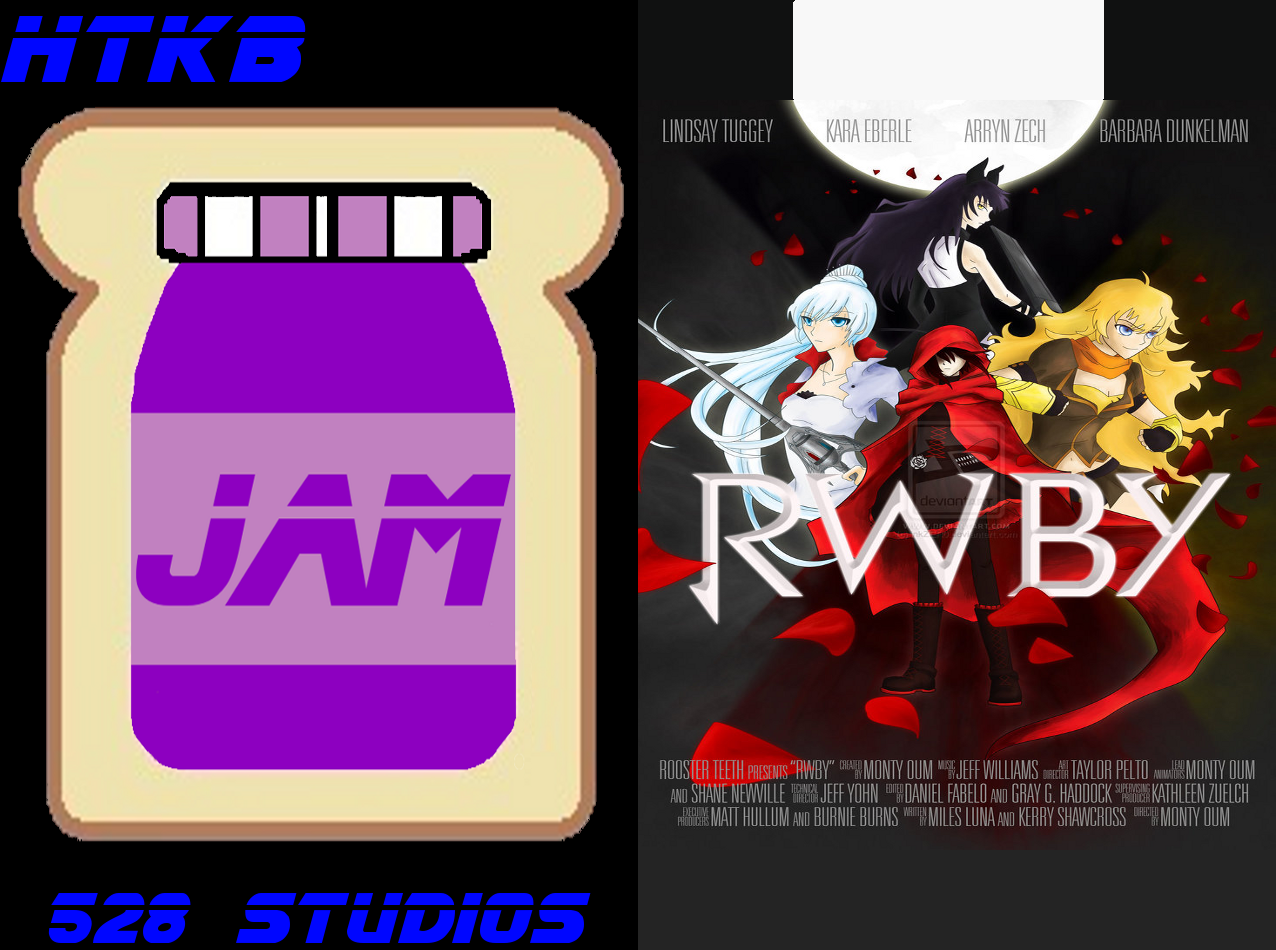 HTKB
JAM
528 STUDIOS
LINDSAY TUGGEY KARA EBERLE ARRYN ZECH BARBARA DUNKELMAN
deviantART
RWBY
ROOSTER TEETH PRESENTS "RWBY" CREATED BY MONTY OUM MUSIC BY JEFF WILLIAMS ART DIRECTOR TAYLOR PELTO LEAD ANIMATORS MONTY OUM
AND SHANE NEWVILLE TECHNICAL DIRECTOR JEFF YOHN EDITED BY DANIEL FABELO AND GRAY G. HADDOCK SUPERVISING PRODUCER KATHLEEN ZUELCH
EXECUTIVE PRODUCERS MATT HULLUM AND BURNIE BURNS WRITTEN BY MILES LUNA AND KERRY SHAWCROSS DIRECTED BY MONTY OUM